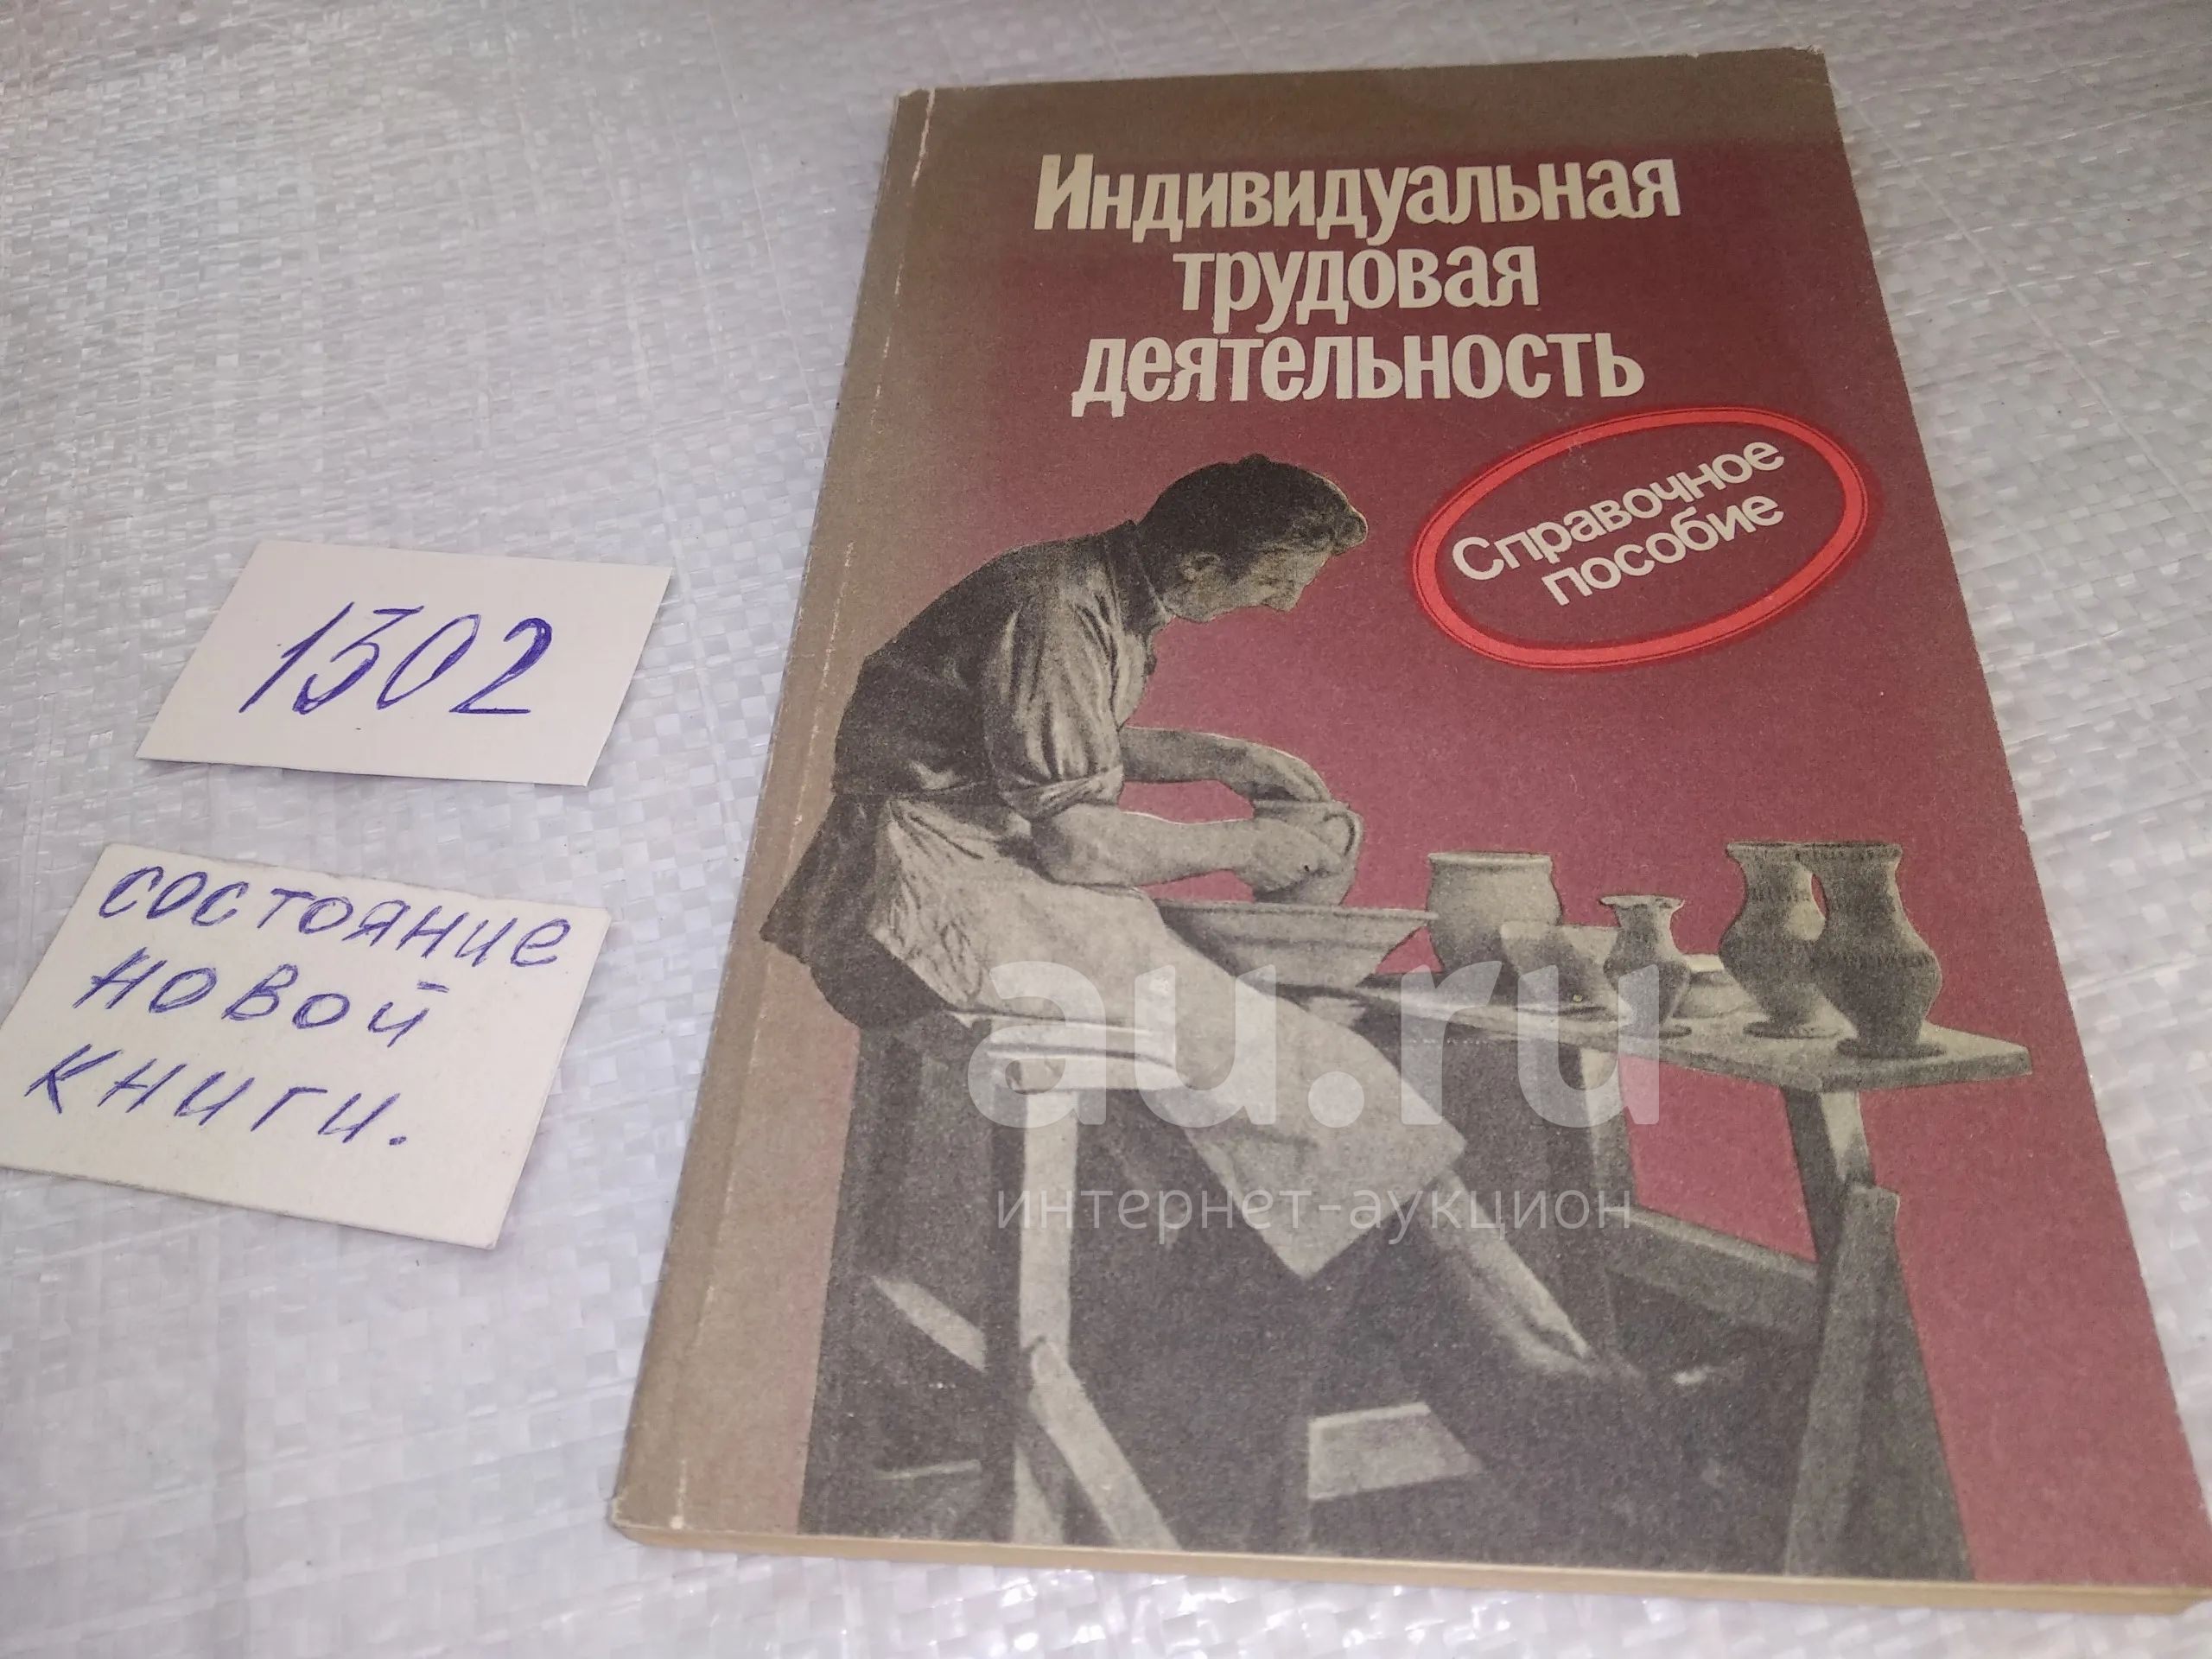 Индивидуальная
трудовая
деятельность
Справочное
пособие
1302
состояние
новой
книги.
au.ru
интернет-аукцион